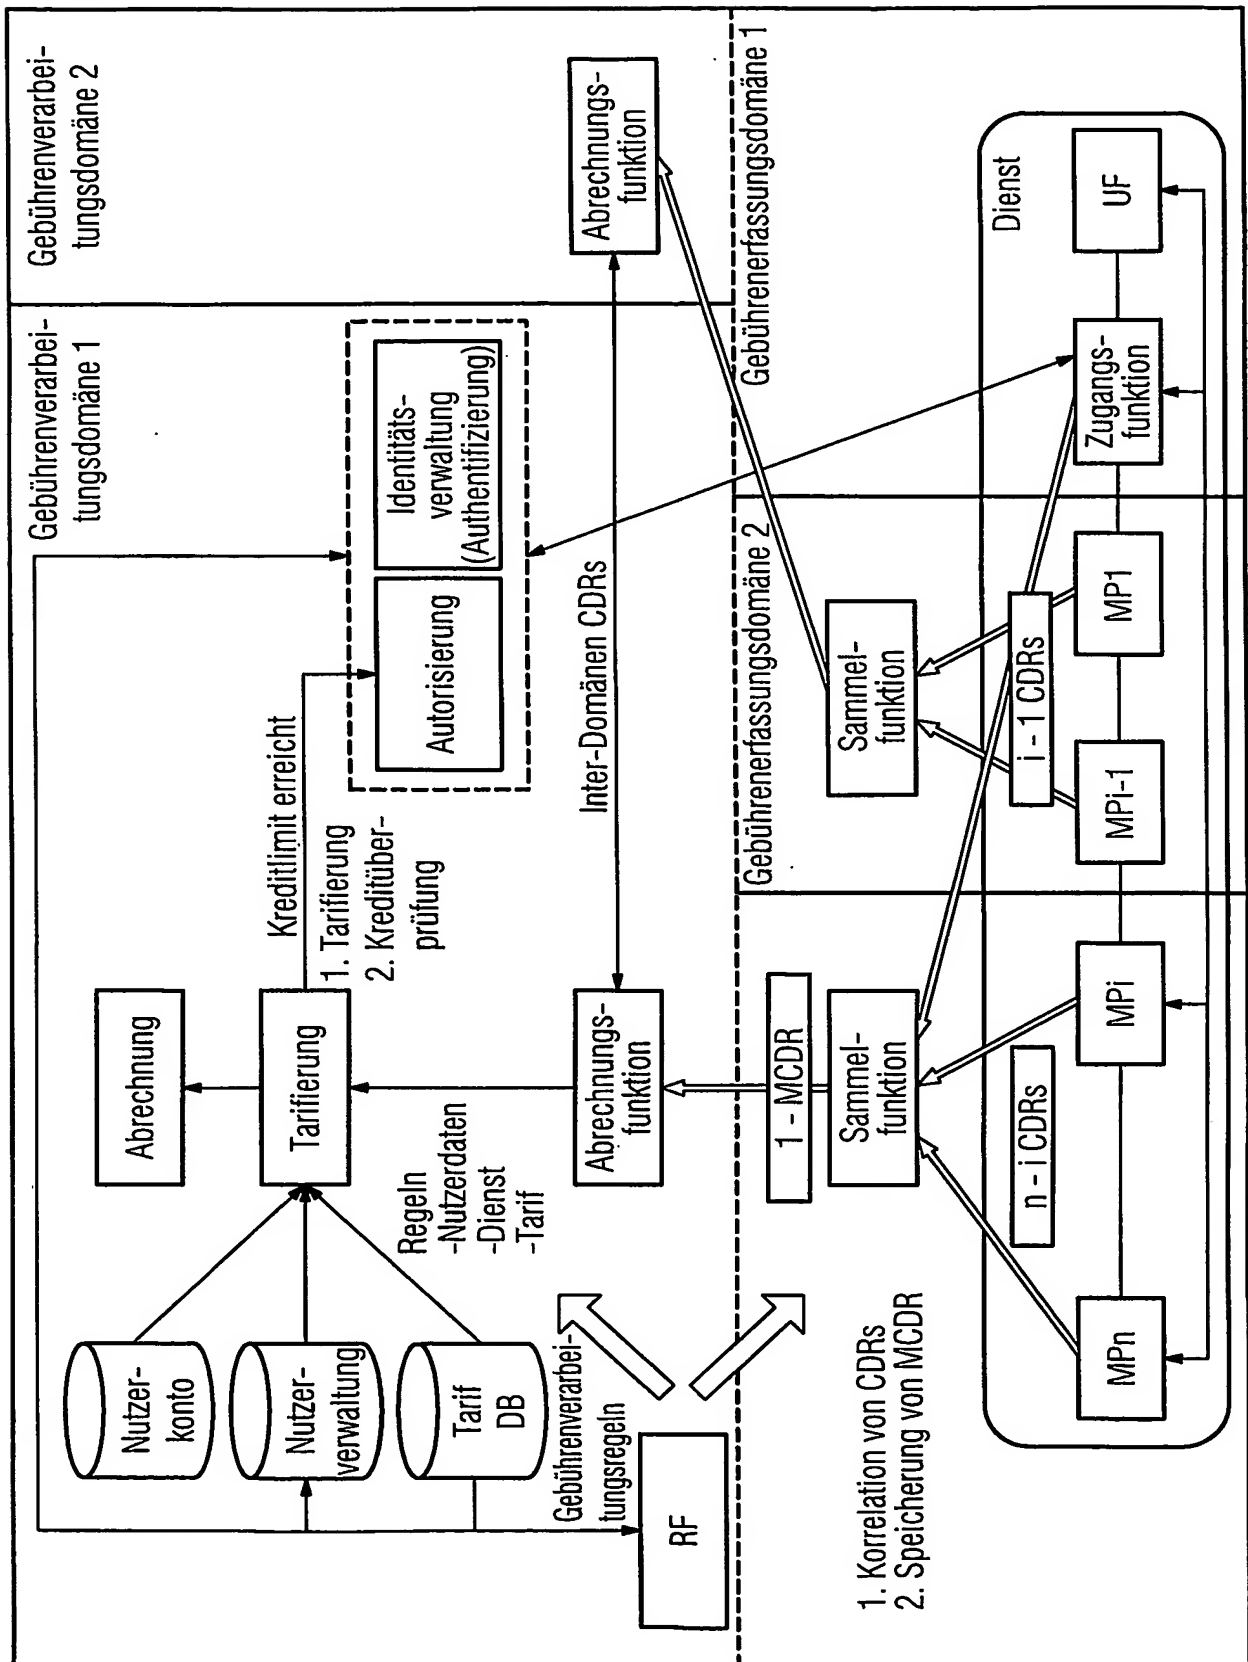 Gebührenverarbei-
tungsdomäne 1
Gebührenverarbei-
tungsdomäne 2
Nutzer-
konto
Nutzer-
verwaltung
Tarif
DB
Abrechnung
Tarifierung
Kreditlimit erreicht
1. Tarifierung
2. Kreditüber-
prüfung
Autorisierung
Identitäts-
verwaltung
(Authentifizierung)
Regeln
-Nutzerdaten
-Dienst
-Tarif
Gebührenverarbei-
tungsregeln
RF
Abrechnungs-
funktion
Inter-Domänen CDRs
Abrechnungs-
funktion
1 - MCDR
Gebührenerfassungsdomäne 2
Gebührenerfassungsdomäne 1
Sammel-
funktion
Sammel-
funktion
1. Korrelation von CDRs
2. Speicherung von MCDR
n - i CDRs
i - 1 CDRs
Dienst
MPn
MPi
MPi-1
MP1
Zugangs-
funktion
UF